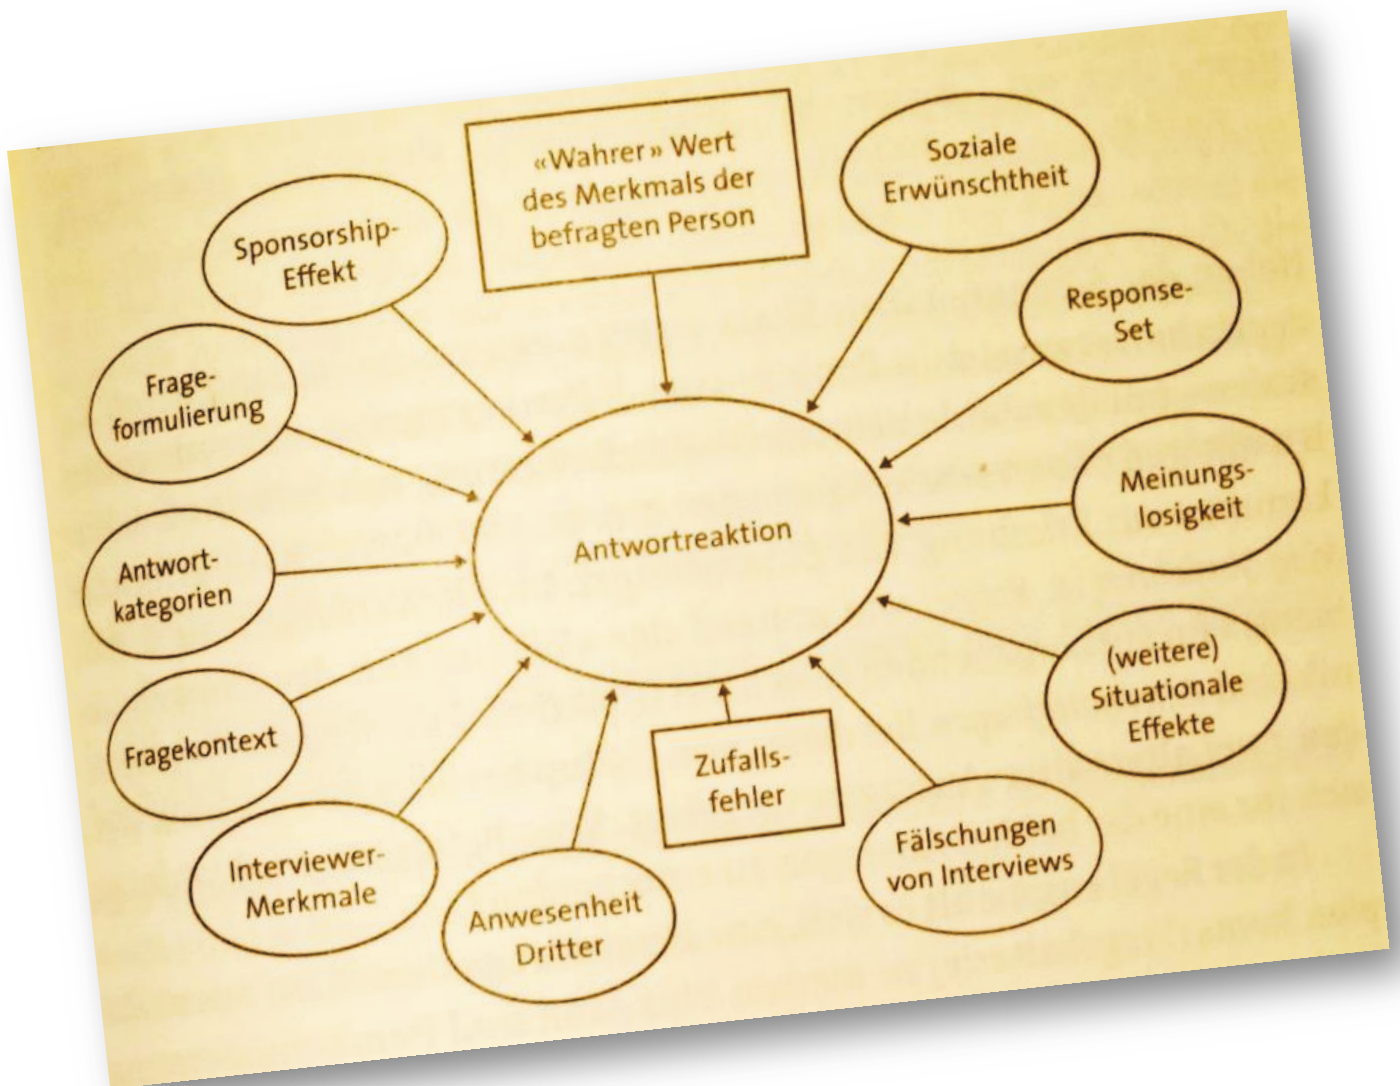 «Wahrer» Wert
des Merkmals der
befragten Person
Soziale
Erwünschtheit
Sponsorship-
Effekt
Response-
Set
Frage-
formulierung
Meinungs-
losigkeit
Antwortreaktion
Antwort-
kategorien
(weitere)
Situationale
Effekte
Fragekontext
Zufalls-
fehler
Fälschungen
von Interviews
Interviewer-
Merkmale
Anwesenheit
Dritter